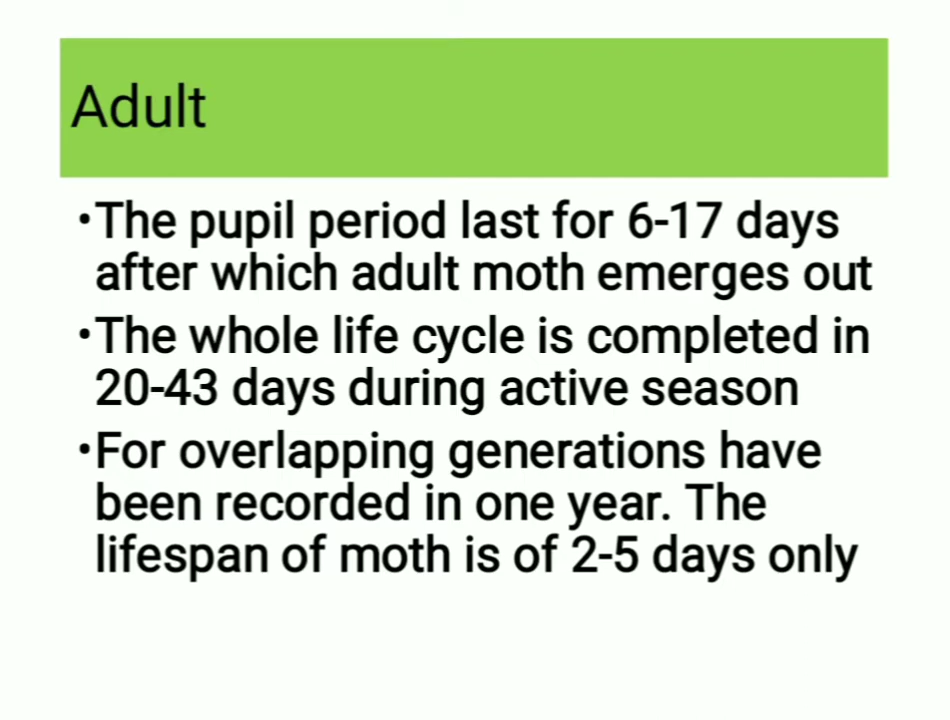 Adult
•The pupil period last for 6-17 days
after which adult moth emerges out
•The whole life cycle is completed in
20-43 days during active season
•For overlapping generations have
been recorded in one year. The
lifespan of moth is of 2-5 days only